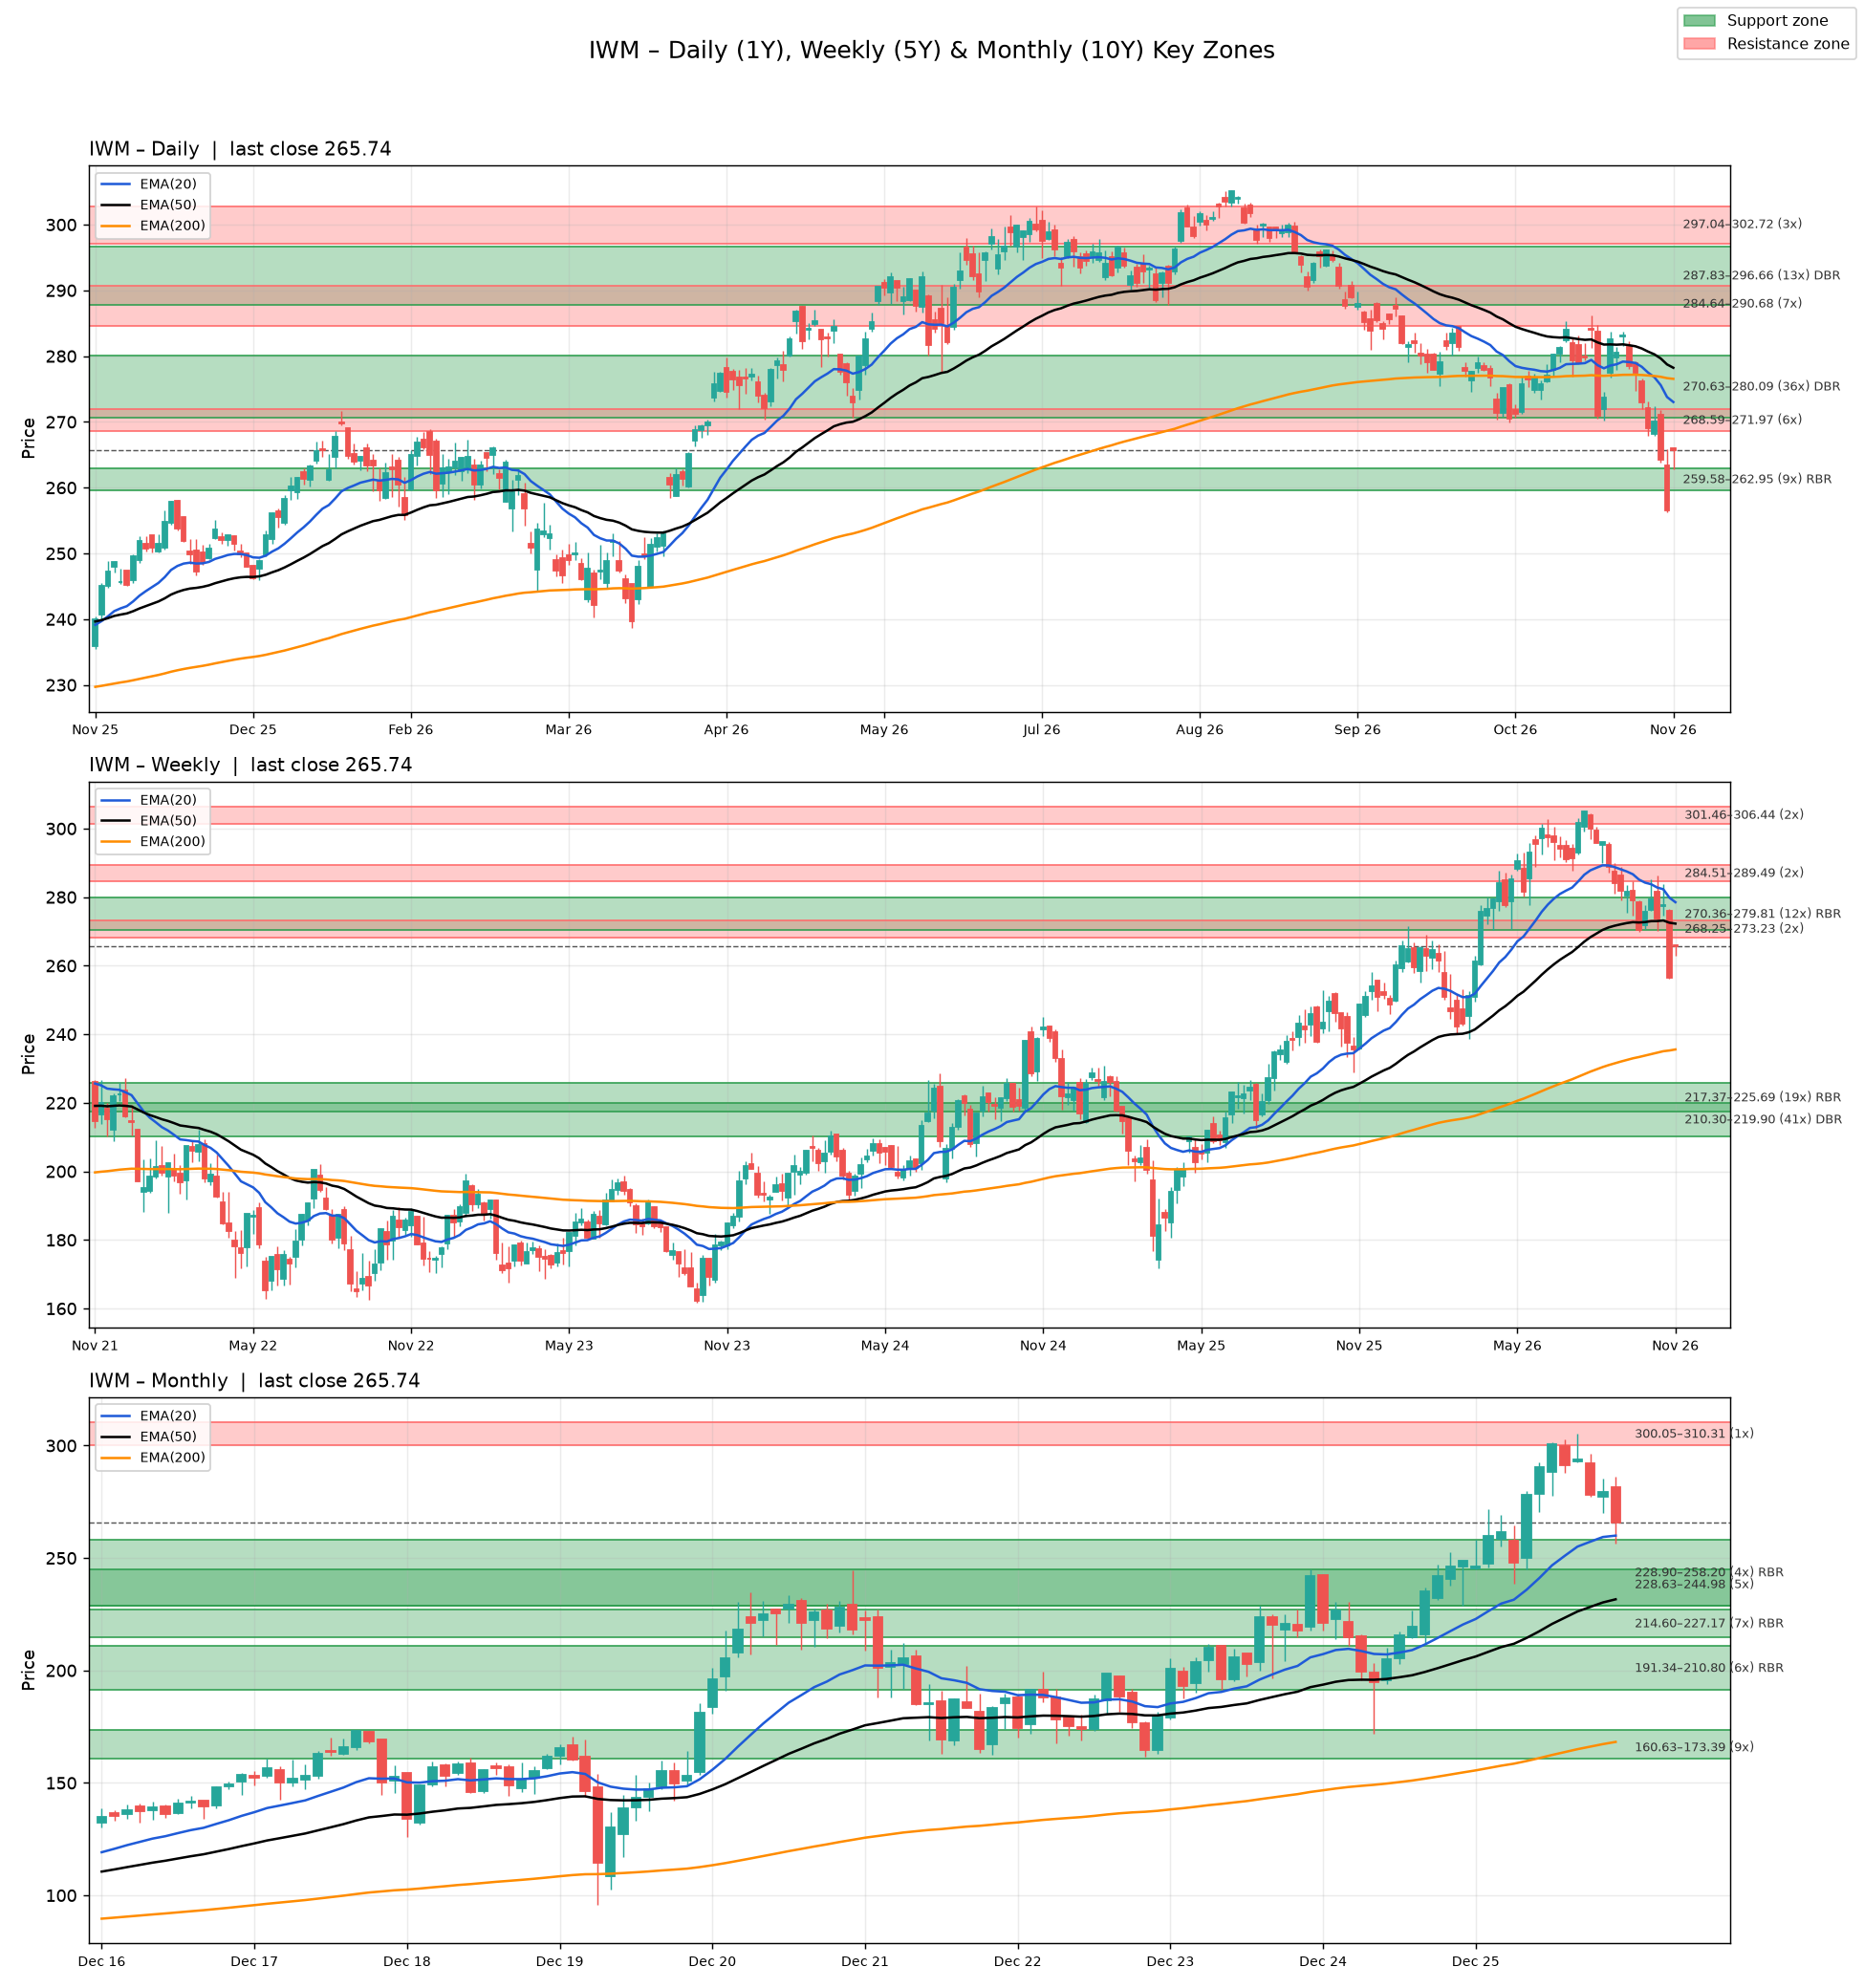 Support zone
Resistance zone
IWM – Daily (1Y), Weekly (5Y) & Monthly (10Y) Key Zones
IWM – Daily | last close 265.74
EMA(20)
EMA(50)
EMA(200)
Price
300
290
280
270
260
250
240
230
297.04–302.72 (3x)
287.83–296.66 (13x) DBR
284.64–290.68 (7x)
270.63–280.09 (36x) DBR
268.59–271.97 (6x)
259.58–262.95 (9x) RBR
Nov 25 Dec 25 Feb 26 Mar 26 Apr 26 May 26 Jul 26 Aug 26 Sep 26 Oct 26 Nov 26
IWM – Weekly | last close 265.74
EMA(20)
EMA(50)
EMA(200)
Price
300
280
260
240
220
200
180
160
301.46–306.44 (2x)
284.51–289.49 (2x)
270.36–279.81 (12x) RBR
268.25–273.23 (2x)
217.37–225.69 (19x) RBR
210.30–219.90 (41x) DBR
Nov 21 May 22 Nov 22 May 23 Nov 23 May 24 Nov 24 May 25 Nov 25 May 26 Nov 26
IWM – Monthly | last close 265.74
EMA(20)
EMA(50)
EMA(200)
Price
300
250
200
150
100
300.05–310.31 (1x)
228.90–258.20 (4x) RBR
228.63–244.98 (5x)
214.60–227.17 (7x) RBR
191.34–210.80 (6x) RBR
160.63–173.39 (9x)
Dec 16 Dec 17 Dec 18 Dec 19 Dec 20 Dec 21 Dec 22 Dec 23 Dec 24 Dec 25